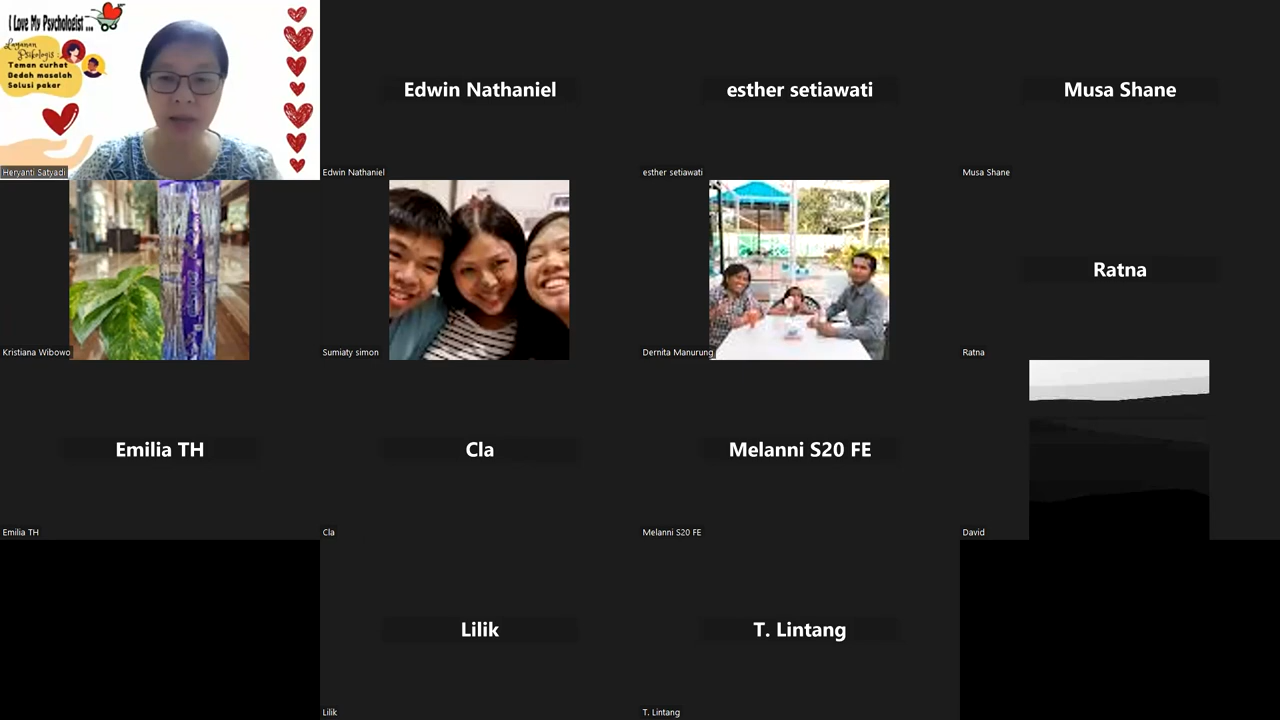 I Love My Psychologist ...
Layanan
Psikologis :
Teman curhat
Bedah masalah
Solusi pakar
Heryanti Satyadi
Edwin Nathaniel
Edwin Nathaniel
esther setiawati
esther setiawati
Musa Shane
Musa Shane
Kristiana Wibowo
Sumiaty simon
Dernita Manurung
Ratna
Ratna
Emilia TH
Emilia TH
Cla
Cla
Melanni S20 FE
Melanni S20 FE
David
Lilik
Lilik
T. Lintang
T. Lintang